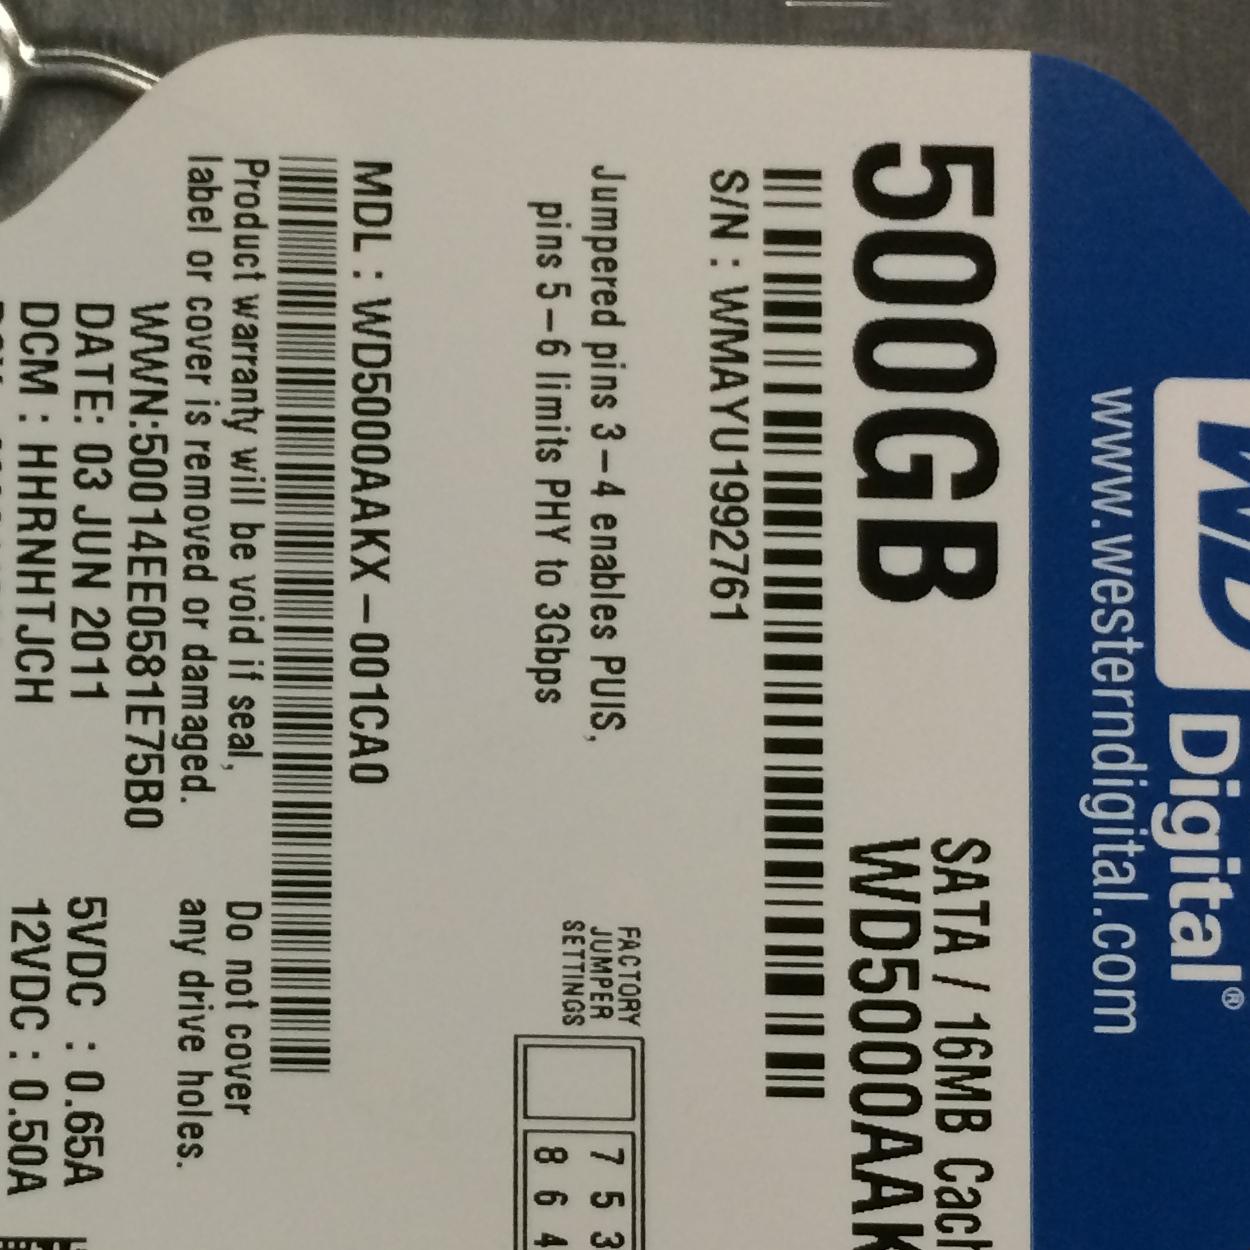 WD Digital®
www.westerndigital.com
500GB
SATA / 16MB Cach
WD5000AAK
S/N : WMAYU1992761
Jumpered pins 3-4 enables PUIS,
pins 5-6 limits PHY to 3Gbps
FACTORY
JUMPER
SETTINGS
7 5 3
8 6 4
MDL : WD5000AAKX-001CA0
Product warranty will be void if seal,
label or cover is removed or damaged.
Do not cover
any drive holes.
WWN:50014EE0581E75B0
DATE: 03 JUN 2011
5VDC : 0.65A
DCM : HHRNHTJCH
12VDC : 0.50A